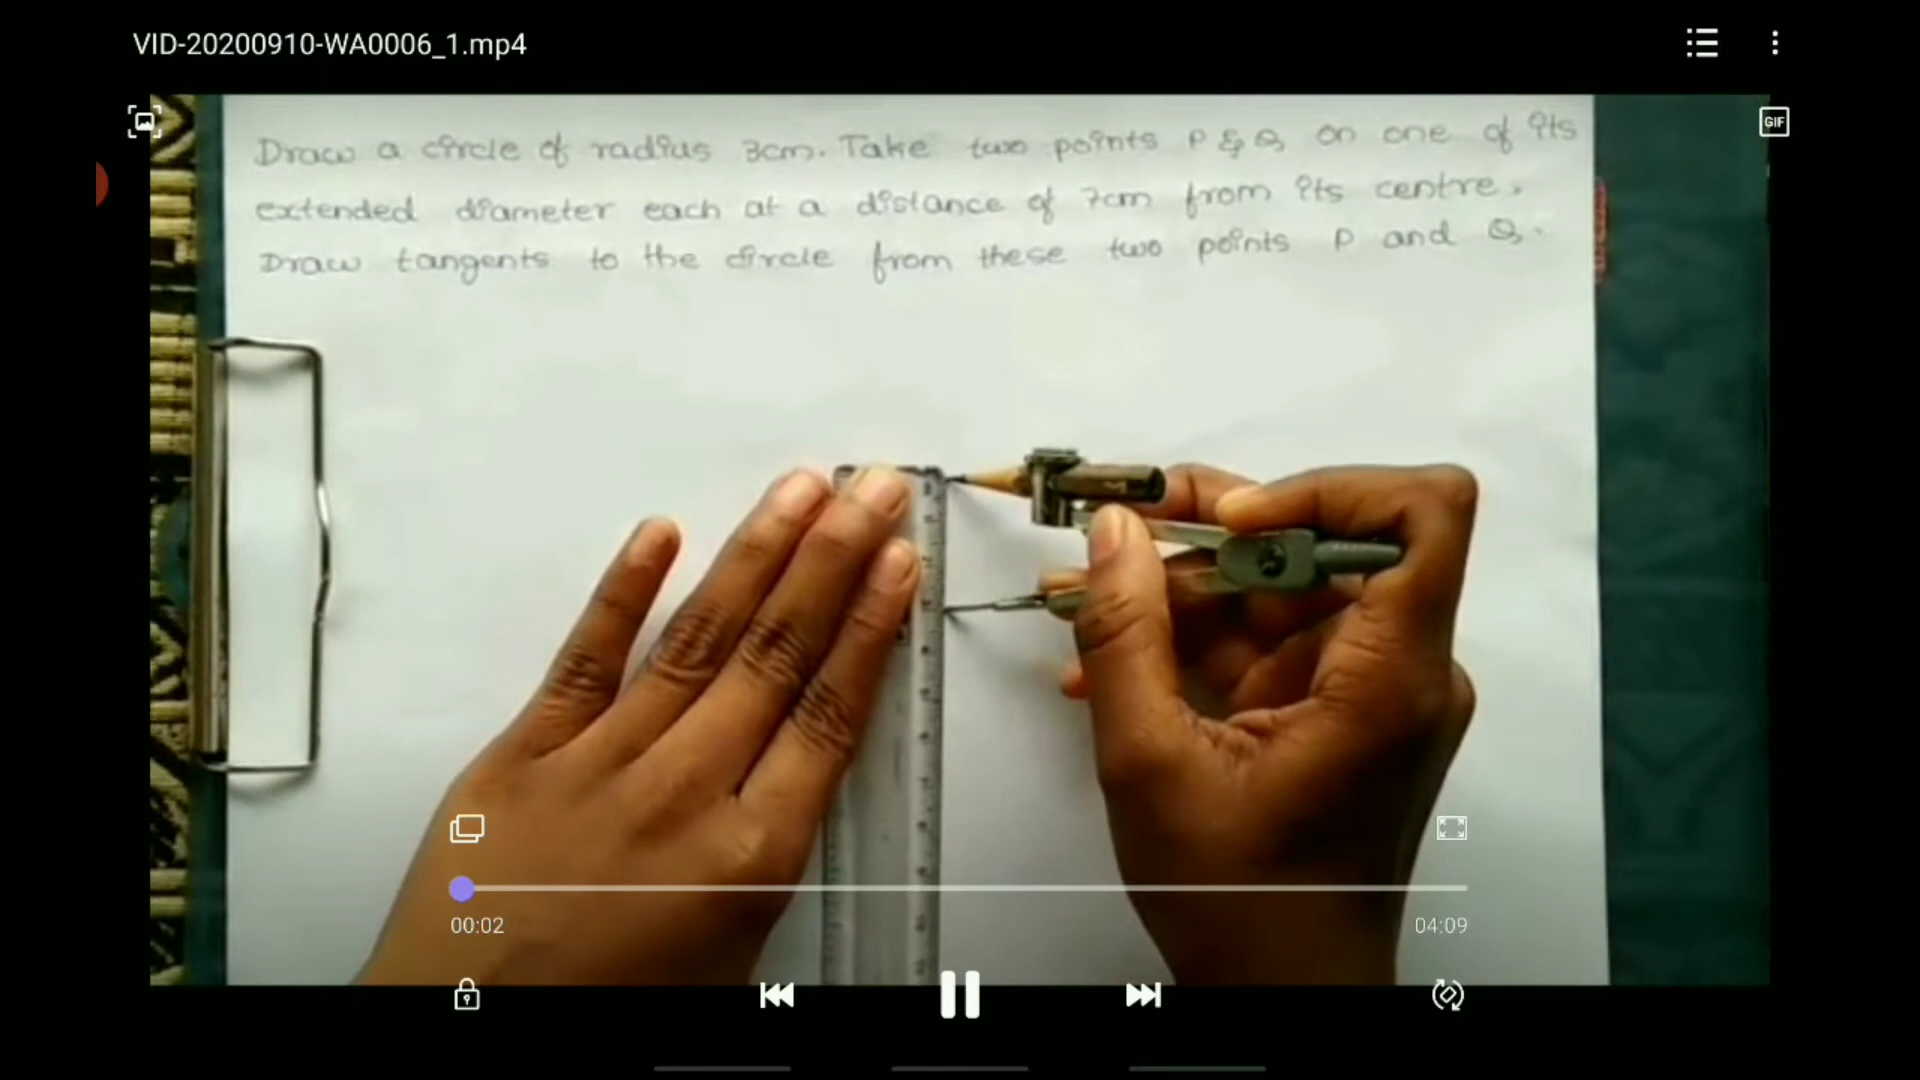 VID-20200910-WA0006_1.mp4
GIF
Draw a circle of radius 3cm. Take two points P & Q on one of its
extended diameter each at a distance of 7cm from its centre.
Draw tangents to the circle from these two points P and Q.
00:02
04:09